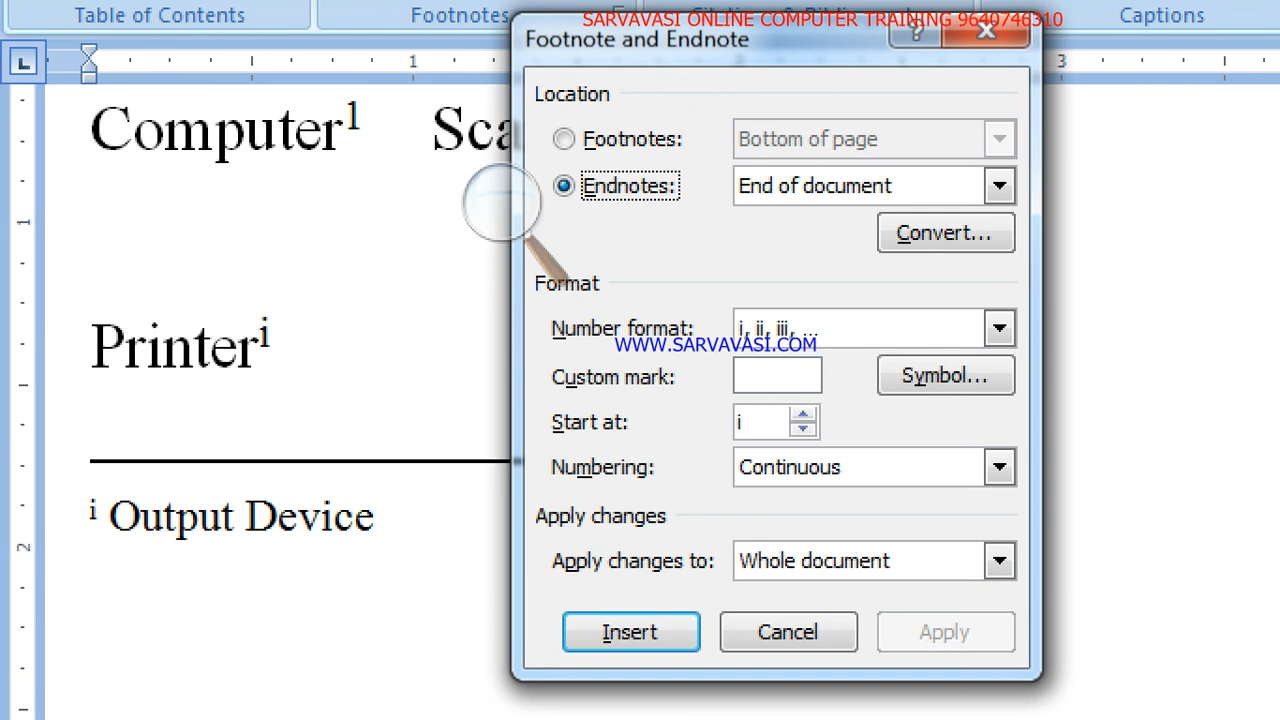 SARVAVASI ONLINE COMPUTER TRAINING 9640746310
Table of Contents Footnotes Captions
Footnote and Endnote
1 3
Location
Computer1
Footnotes: Bottom of page
Endnotes: End of document
1
Convert...
Format
Number format: i, ii, iii, ...
WWW.SARVAVASI.COM
Printeri
Custom mark: Symbol...
Start at: i
Numbering: Continuous
i Output Device
Apply changes
2
Apply changes to: Whole document
Insert Cancel Apply